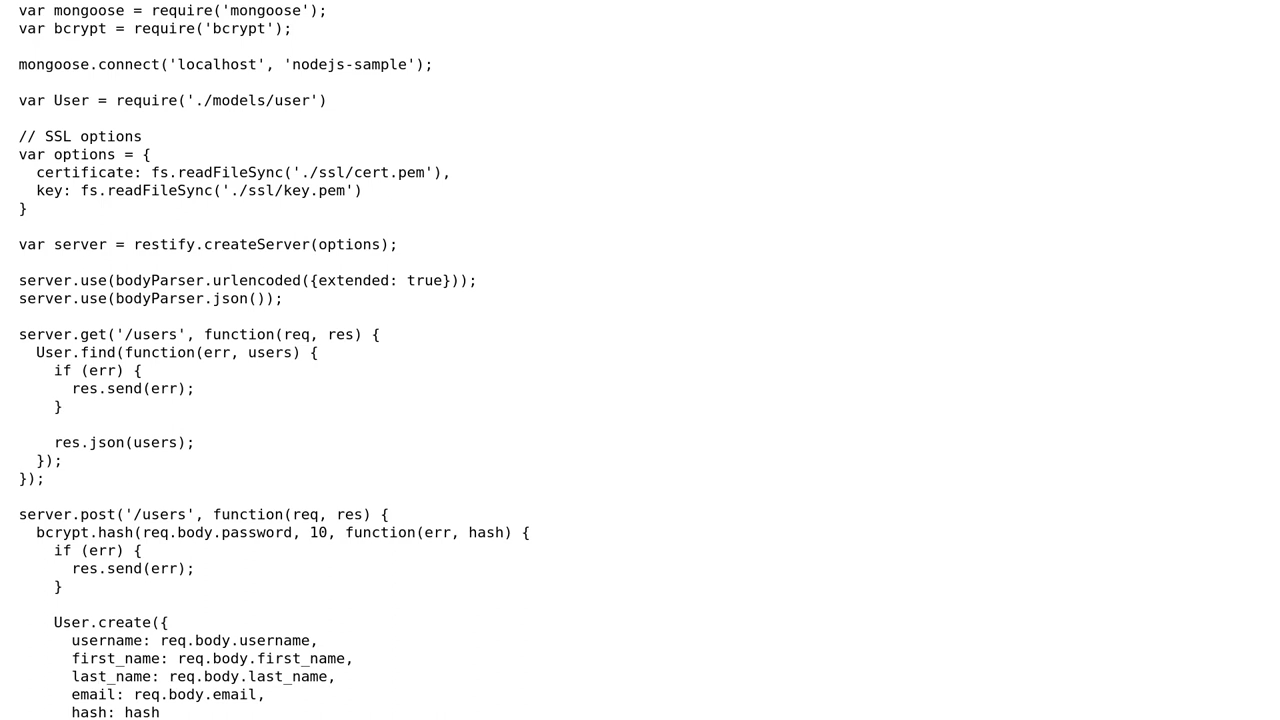 var mongoose = require('mongoose');
var bcrypt = require('bcrypt');

mongoose.connect('localhost', 'nodejs-sample');

var User = require('./models/user')

// SSL options
var options = {
  certificate: fs.readFileSync('./ssl/cert.pem'),
  key: fs.readFileSync('./ssl/key.pem')
}

var server = restify.createServer(options);

server.use(bodyParser.urlencoded({extended: true}));
server.use(bodyParser.json());

server.get('/users', function(req, res) {
  User.find(function(err, users) {
    if (err) {
      res.send(err);
    }

    res.json(users);
  });
});

server.post('/users', function(req, res) {
  bcrypt.hash(req.body.password, 10, function(err, hash) {
    if (err) {
      res.send(err);
    }

    User.create({
      username: req.body.username,
      first_name: req.body.first_name,
      last_name: req.body.last_name,
      email: req.body.email,
      hash: hash